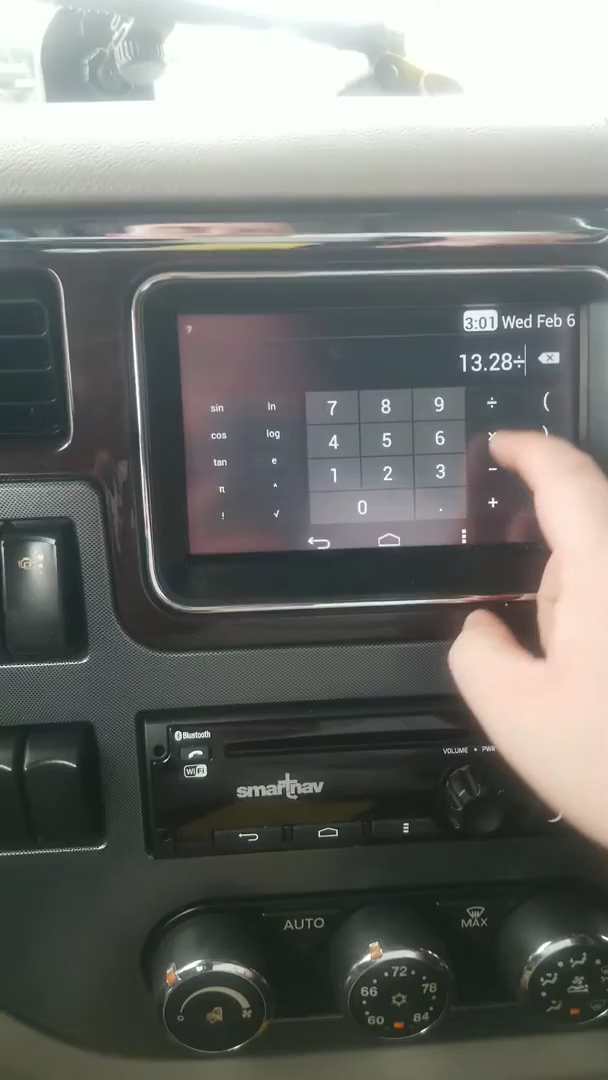 3:01 Wed Feb 6
13.28÷
sin ln 7 8 9 ÷ (
cos log 4 5 6 × )
tan e 1 2 3 −
π ^ 0 . +
! √
Bluetooth
WiFi
VOLUME • PWR
smartnav
AUTO
MAX
66 72 78
60 84